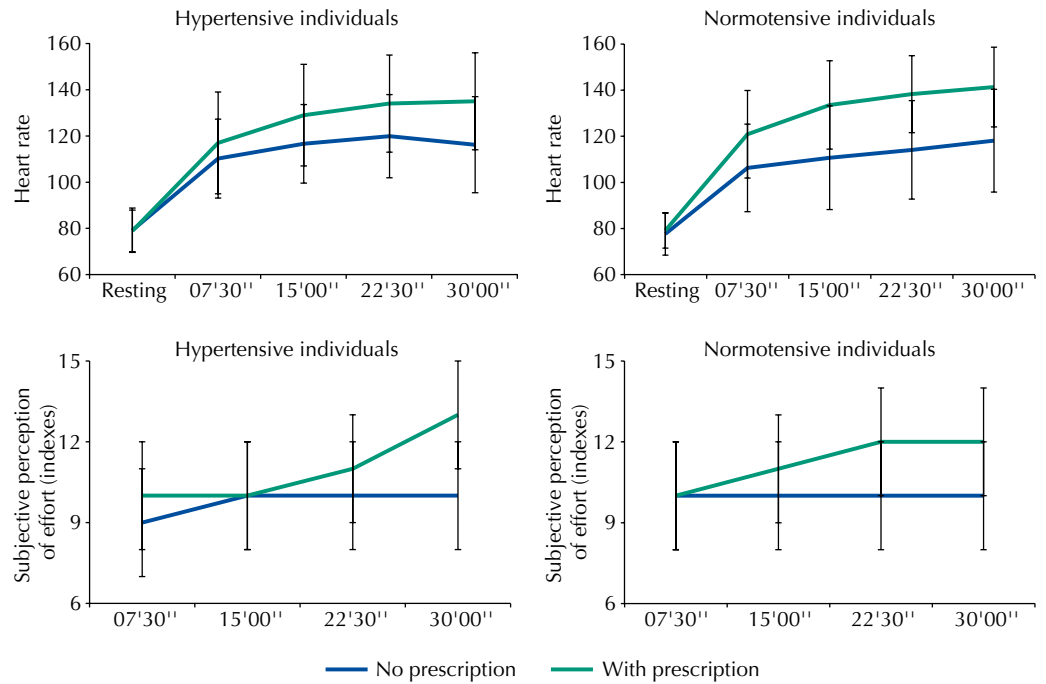 Hypertensive individuals
Heart rate
160
140
120
100
80
60
Resting 07'30'' 15'00'' 22'30'' 30'00''
Normotensive individuals
Heart rate
160
140
120
100
80
60
Resting 07'30'' 15'00'' 22'30'' 30'00''
Hypertensive individuals
Subjective perception
of effort (indexes)
15
12
9
6
07'30'' 15'00'' 22'30'' 30'00''
Normotensive individuals
Subjective perception
of effort (indexes)
15
12
9
6
07'30'' 15'00'' 22'30'' 30'00''
No prescription With prescription